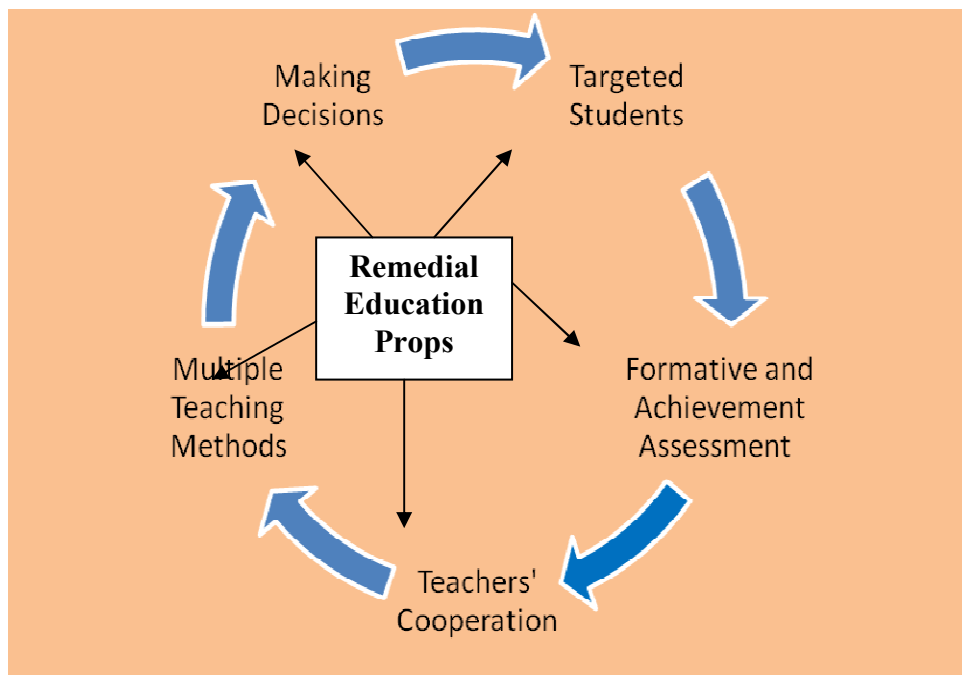 Making
Decisions
Targeted
Students
Remedial
Education
Props
Multiple
Teaching
Methods
Formative and
Achievement
Assessment
Teachers'
Cooperation